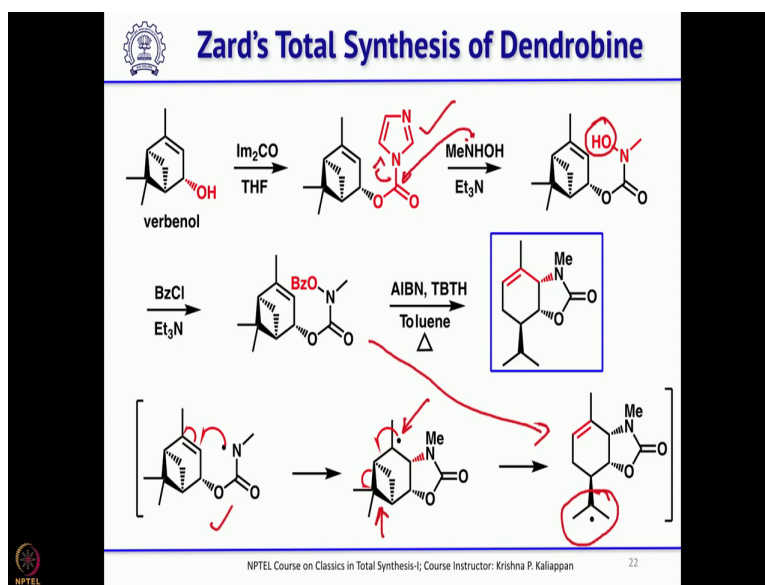 Zard's Total Synthesis of Dendrobine
N
Im₂CO
THF
OH
verbenol
N
O
O
MeNHOH
Et₃N
HO
N
O
O
BzCl
Et₃N
BzO
N
O
O
AIBN, TBTH
Toluene
△
Me
N
O
O
N
O
O
Me
N
O
O
Me
N
O
O
NPTEL Course on Classics in Total Synthesis-I; Course Instructor: Krishna P. Kaliappan
22
NPTEL